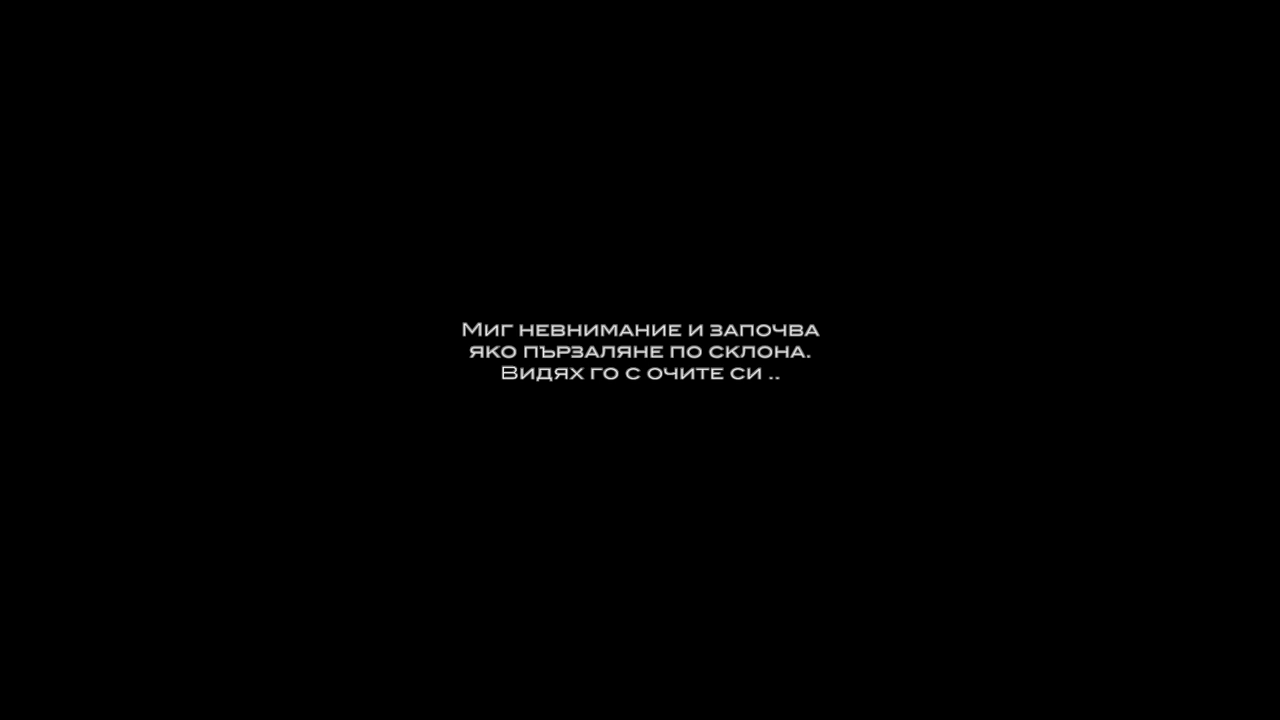 Миг невнимание и започва
яко пързаляне по склона.
Видях го с очите си ..